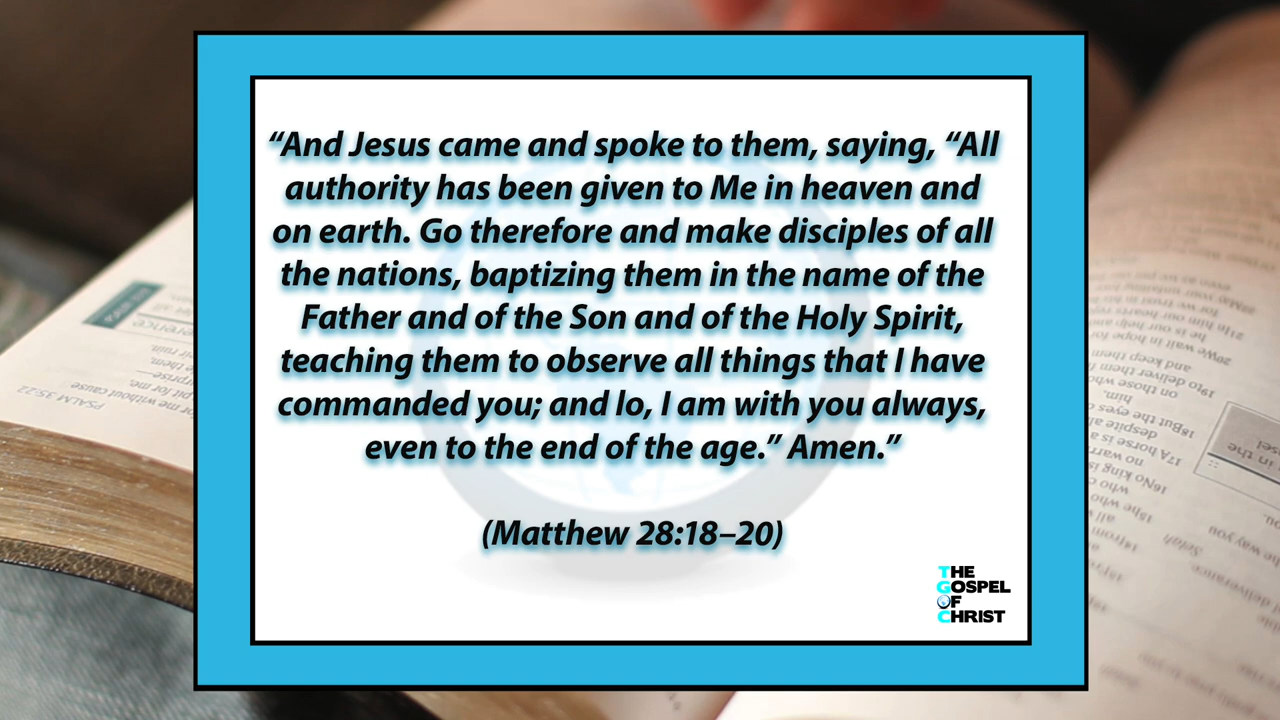 “And Jesus came and spoke to them, saying, “All
authority has been given to Me in heaven and
on earth. Go therefore and make disciples of all
the nations, baptizing them in the name of the
Father and of the Son and of the Holy Spirit,
teaching them to observe all things that I have
commanded you; and lo, I am with you always,
even to the end of the age.” Amen.”
(Matthew 28:18–20)
THE
GOSPEL
OF
CHRIST
PSALM 35:22